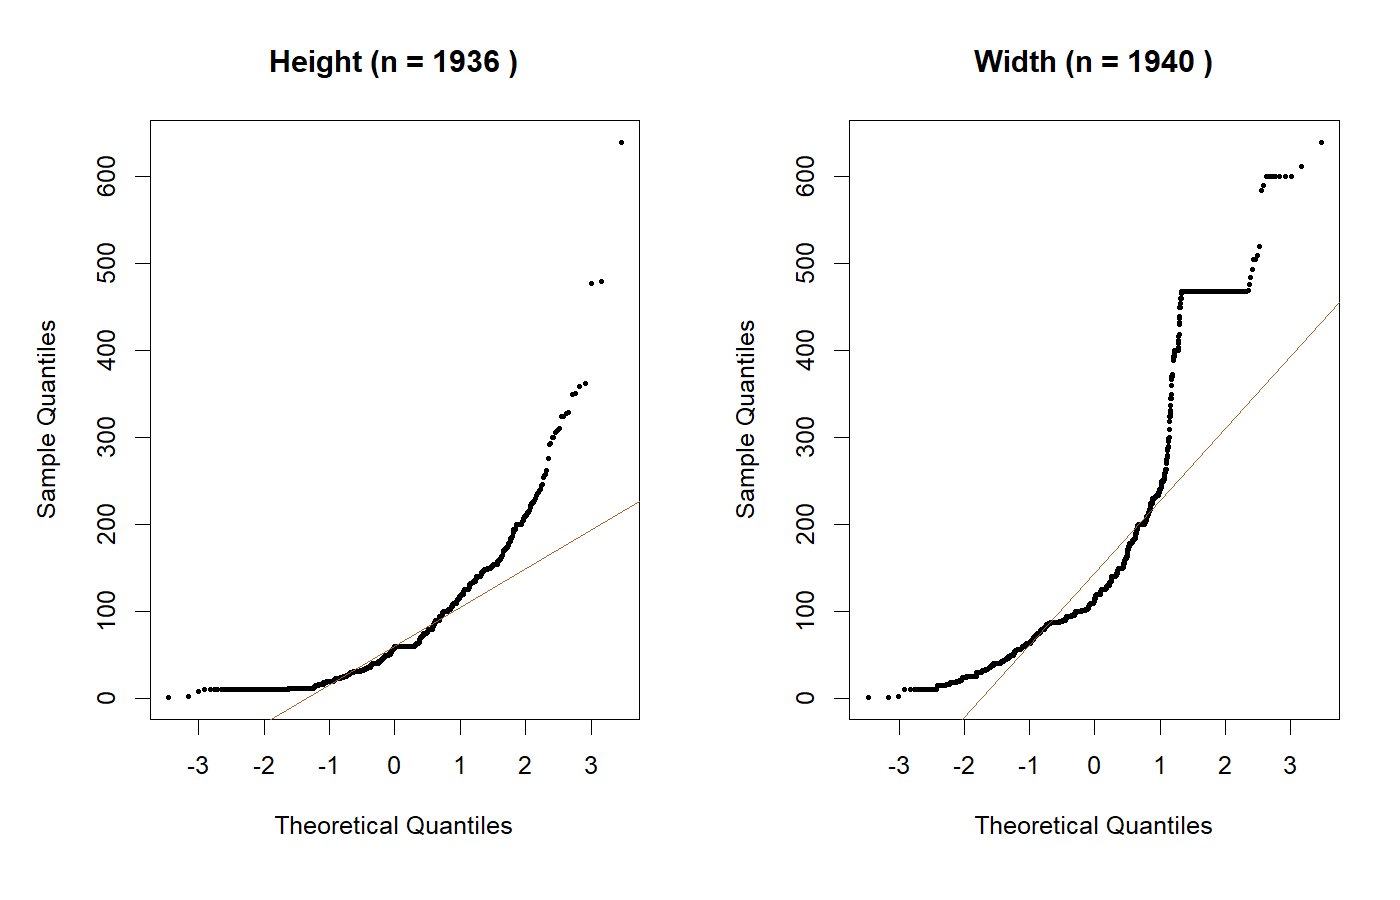 Height (n = 1936 )
Sample Quantiles
600
500
400
300
200
100
0
-3 -2 -1 0 1 2 3
Theoretical Quantiles
Width (n = 1940 )
Sample Quantiles
600
500
400
300
200
100
0
-3 -2 -1 0 1 2 3
Theoretical Quantiles